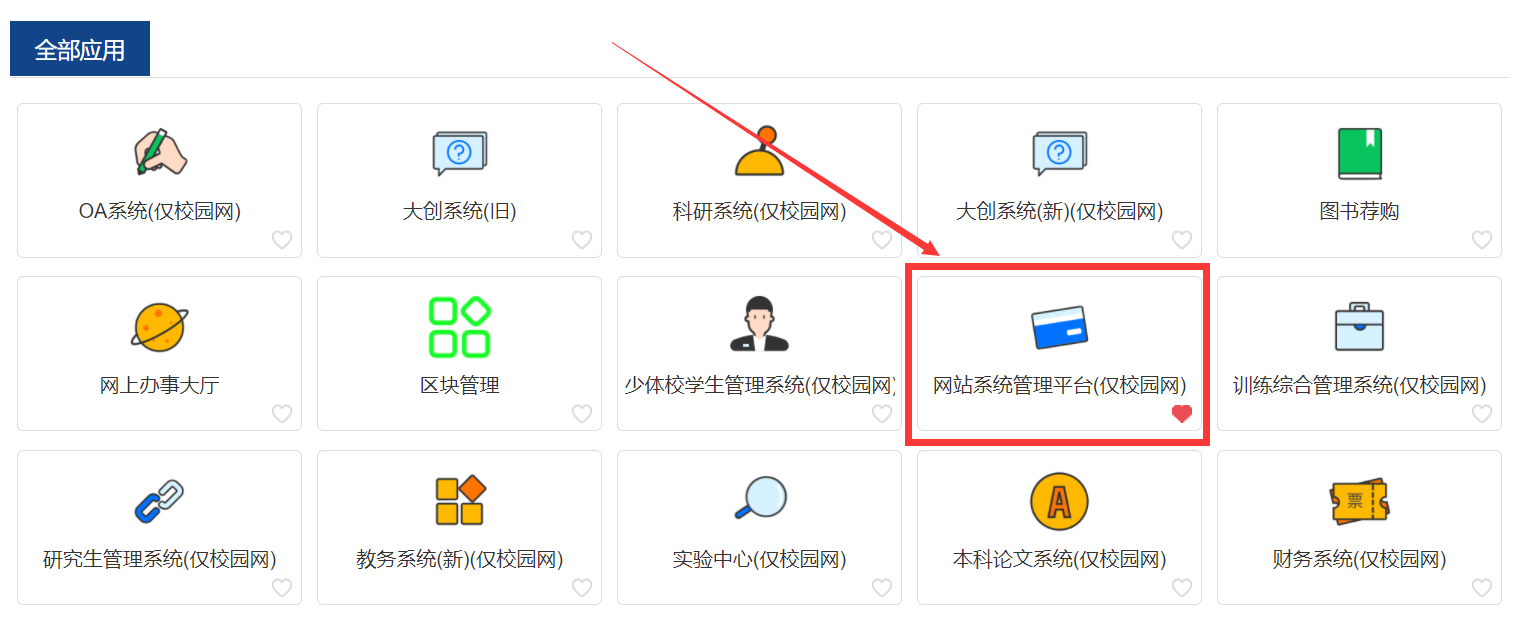 全部应用
OA系统(仅校园网)
大创系统(旧)
科研系统(仅校园网)
大创系统(新)(仅校园网)
图书荐购
网上办事大厅
区块管理
少体校学生管理系统(仅校园网)
网站系统管理平台(仅校园网)
训练综合管理系统(仅校园网)
研究生管理系统(仅校园网)
教务系统(新)(仅校园网)
实验中心(仅校园网)
A
本科论文系统(仅校园网)
票
财务系统(仅校园网)